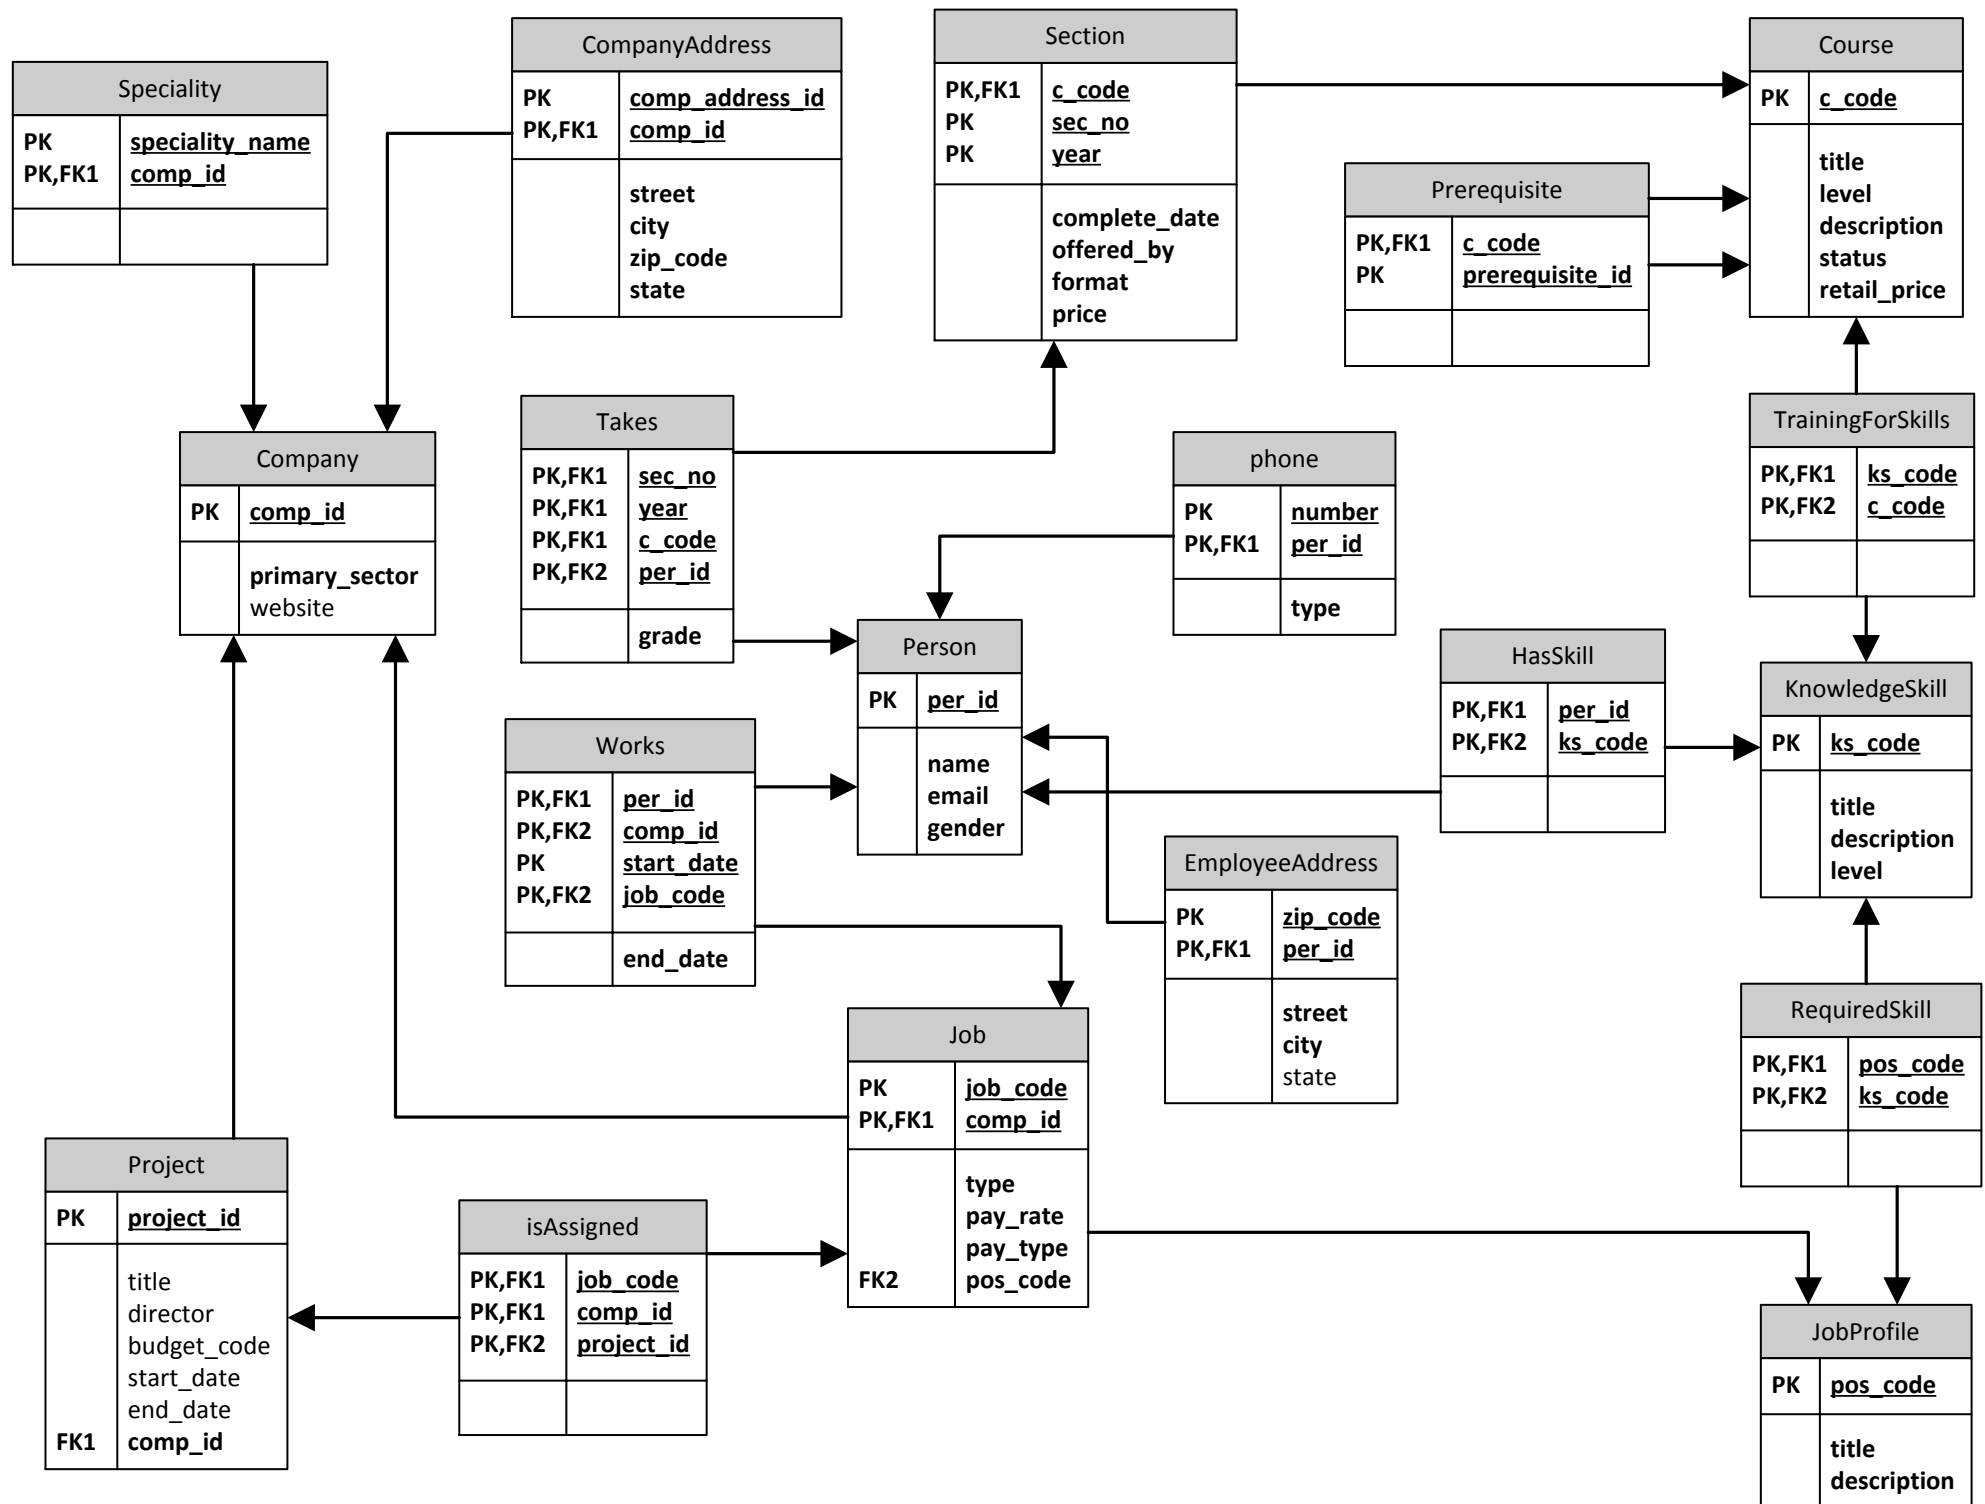 Speciality
PK speciality_name
PK,FK1 comp_id
CompanyAddress
PK comp_address_id
PK,FK1 comp_id
street
city
zip_code
state
Section
PK,FK1 c_code
PK sec_no
PK year
complete_date
offered_by
format
price
Course
PK c_code
title
level
description
status
retail_price
Prerequisite
PK,FK1 c_code
PK prerequisite_id
Company
PK comp_id
primary_sector
website
Takes
PK,FK1 sec_no
PK,FK1 year
PK,FK1 c_code
PK,FK2 per_id
grade
phone
PK number
PK,FK1 per_id
type
TrainingForSkills
PK,FK1 ks_code
PK,FK2 c_code
Person
PK per_id
name
email
gender
HasSkill
PK,FK1 per_id
PK,FK2 ks_code
KnowledgeSkill
PK ks_code
title
description
level
Works
PK,FK1 per_id
PK,FK2 comp_id
PK start_date
PK,FK2 job_code
end_date
EmployeeAddress
PK zip_code
PK,FK1 per_id
street
city
state
Job
PK job_code
PK,FK1 comp_id
type
pay_rate
pay_type
FK2 pos_code
RequiredSkill
PK,FK1 pos_code
PK,FK2 ks_code
Project
PK project_id
title
director
budget_code
start_date
end_date
FK1 comp_id
isAssigned
PK,FK1 job_code
PK,FK1 comp_id
PK,FK2 project_id
JobProfile
PK pos_code
title
description